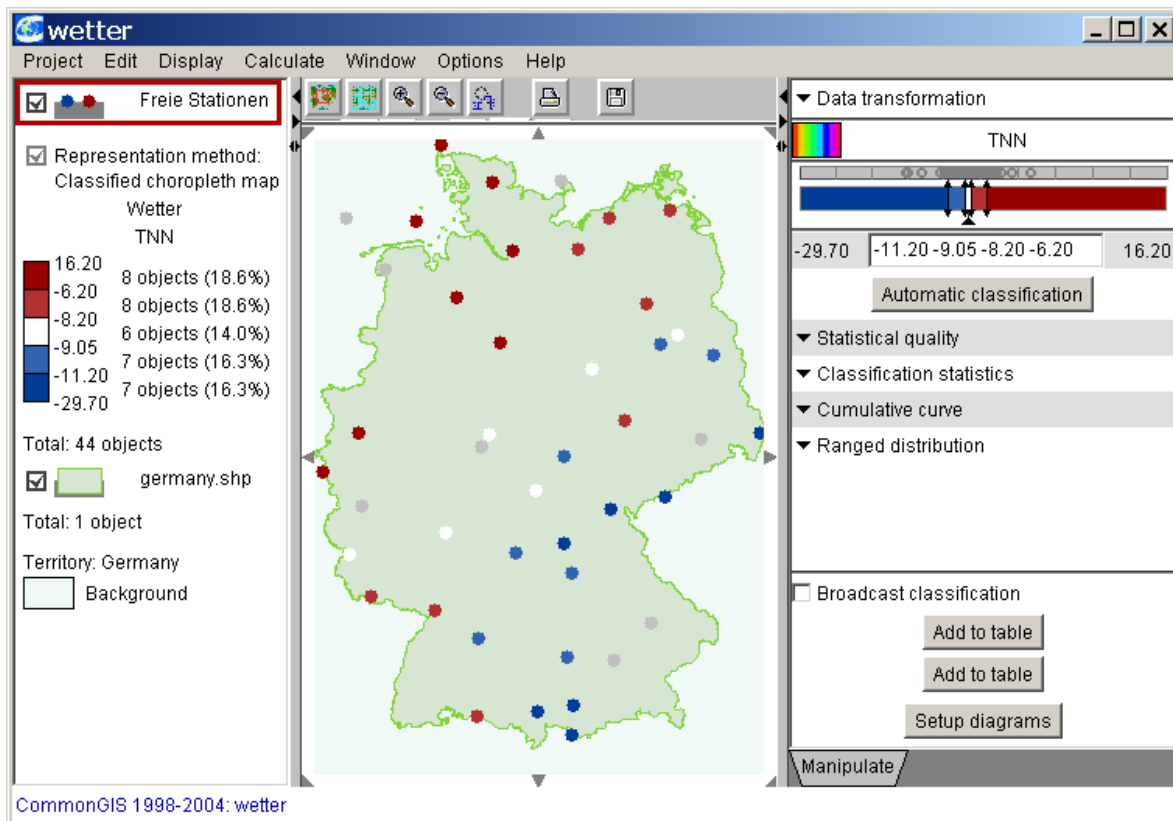 wetter
Project Edit Display Calculate Window Options Help
Freie Stationen
Representation method:
Classified choropleth map
Wetter
TNN
16.20
8 objects (18.6%)
-6.20
8 objects (18.6%)
-8.20
6 objects (14.0%)
-9.05
7 objects (16.3%)
-11.20
7 objects (16.3%)
-29.70
Total: 44 objects
germany.shp
Total: 1 object
Territory: Germany
Background
Data transformation
TNN
-29.70 -11.20 -9.05 -8.20 -6.20 16.20
Automatic classification
Statistical quality
Classification statistics
Cumulative curve
Ranged distribution
Broadcast classification
Add to table
Add to table
Setup diagrams
Manipulate
CommonGIS 1998-2004: wetter